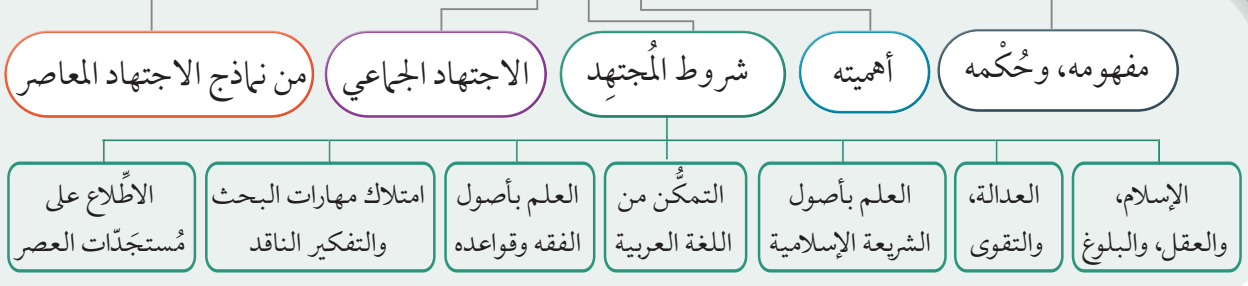 مفهومه، وحُكْمه
أهميته
شروط المُجتهِد
الاجتهاد الجماعي
من نماذج الاجتهاد المعاصر
الإسلام،
والعقل، والبلوغ
العدالة،
والتقوى
العلم بأصول
الشريعة الإسلامية
التمكُّن من
اللغة العربية
العلم بأصول
الفقه وقواعده
امتلاك مهارات البحث
والتفكير الناقد
الاطِّلاع على
مُستجَدّات العصر